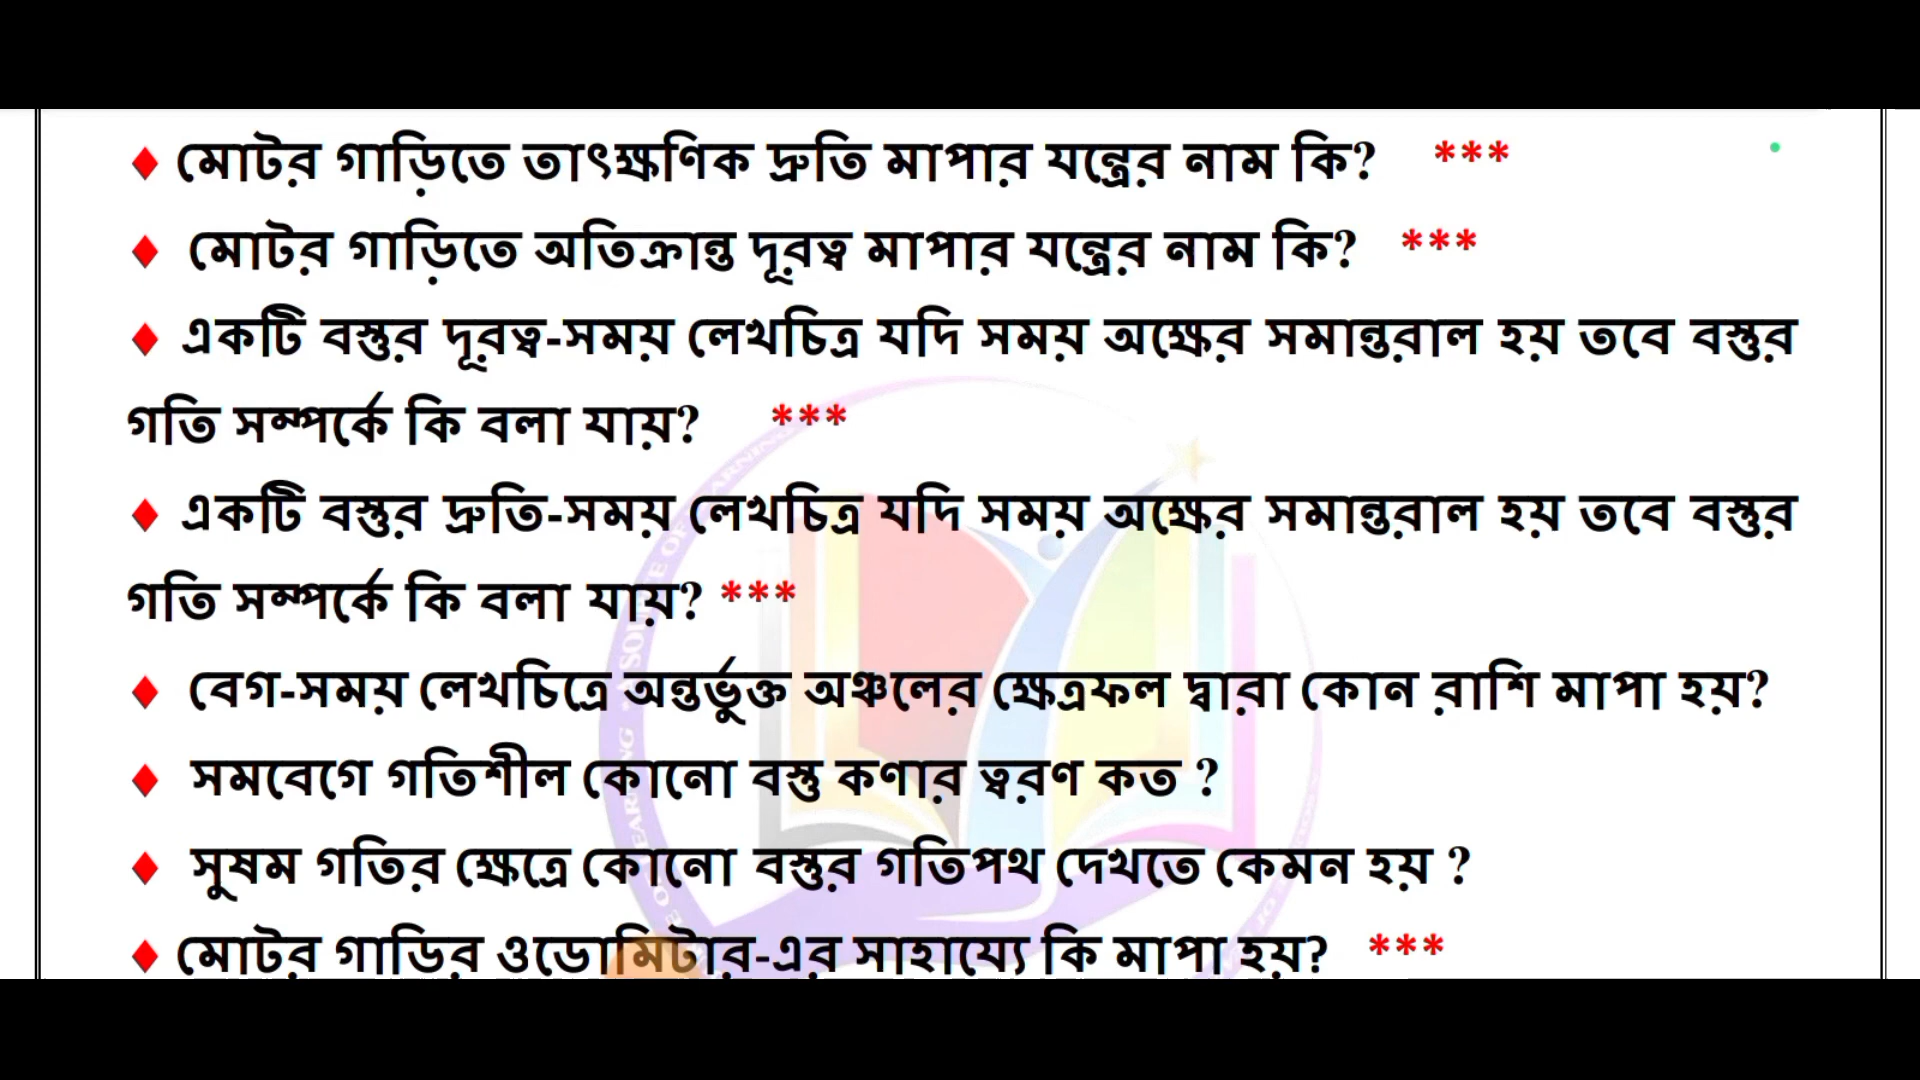 ♦ মোটর গাড়িতে তাৎক্ষণিক দ্রুতি মাপার যন্ত্রের নাম কি? ***
♦ মোটর গাড়িতে অতিক্রান্ত দূরত্ব মাপার যন্ত্রের নাম কি? ***
♦ একটি বস্তুর দূরত্ব-সময় লেখচিত্র যদি সময় অক্ষের সমান্তরাল হয় তবে বস্তুর
গতি সম্পর্কে কি বলা যায়? ***
♦ একটি বস্তুর দ্রুতি-সময় লেখচিত্র যদি সময় অক্ষের সমান্তরাল হয় তবে বস্তুর
গতি সম্পর্কে কি বলা যায়? ***
♦ বেগ-সময় লেখচিত্রে অন্তর্ভুক্ত অঞ্চলের ক্ষেত্রফল দ্বারা কোন রাশি মাপা হয়?
♦ সমবেগে গতিশীল কোনো বস্তু কণার ত্বরণ কত ?
♦ সুষম গতির ক্ষেত্রে কোনো বস্তুর গতিপথ দেখতে কেমন হয় ?
♦ মোটর গাড়ির ওডোমিটার-এর সাহায্যে কি মাপা হয়? ***